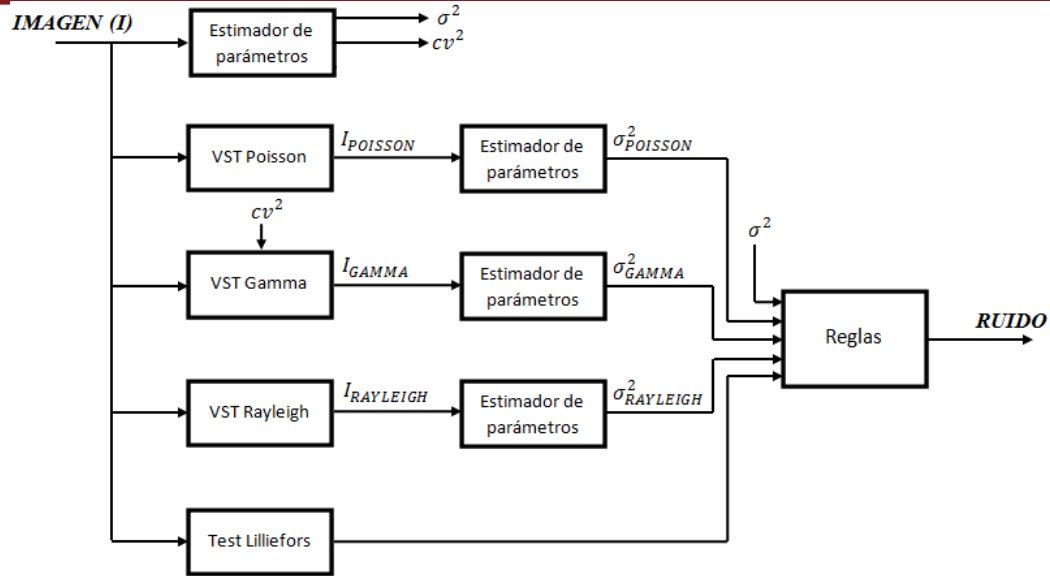 IMAGEN (I)
Estimador de
parámetros
σ²
cv²
VST Poisson
I_POISSON
Estimador de
parámetros
σ²_POISSON
cv²
VST Gamma
I_GAMMA
Estimador de
parámetros
σ²_GAMMA
σ²
Reglas
RUIDO
VST Rayleigh
I_RAYLEIGH
Estimador de
parámetros
σ²_RAYLEIGH
Test Lilliefors